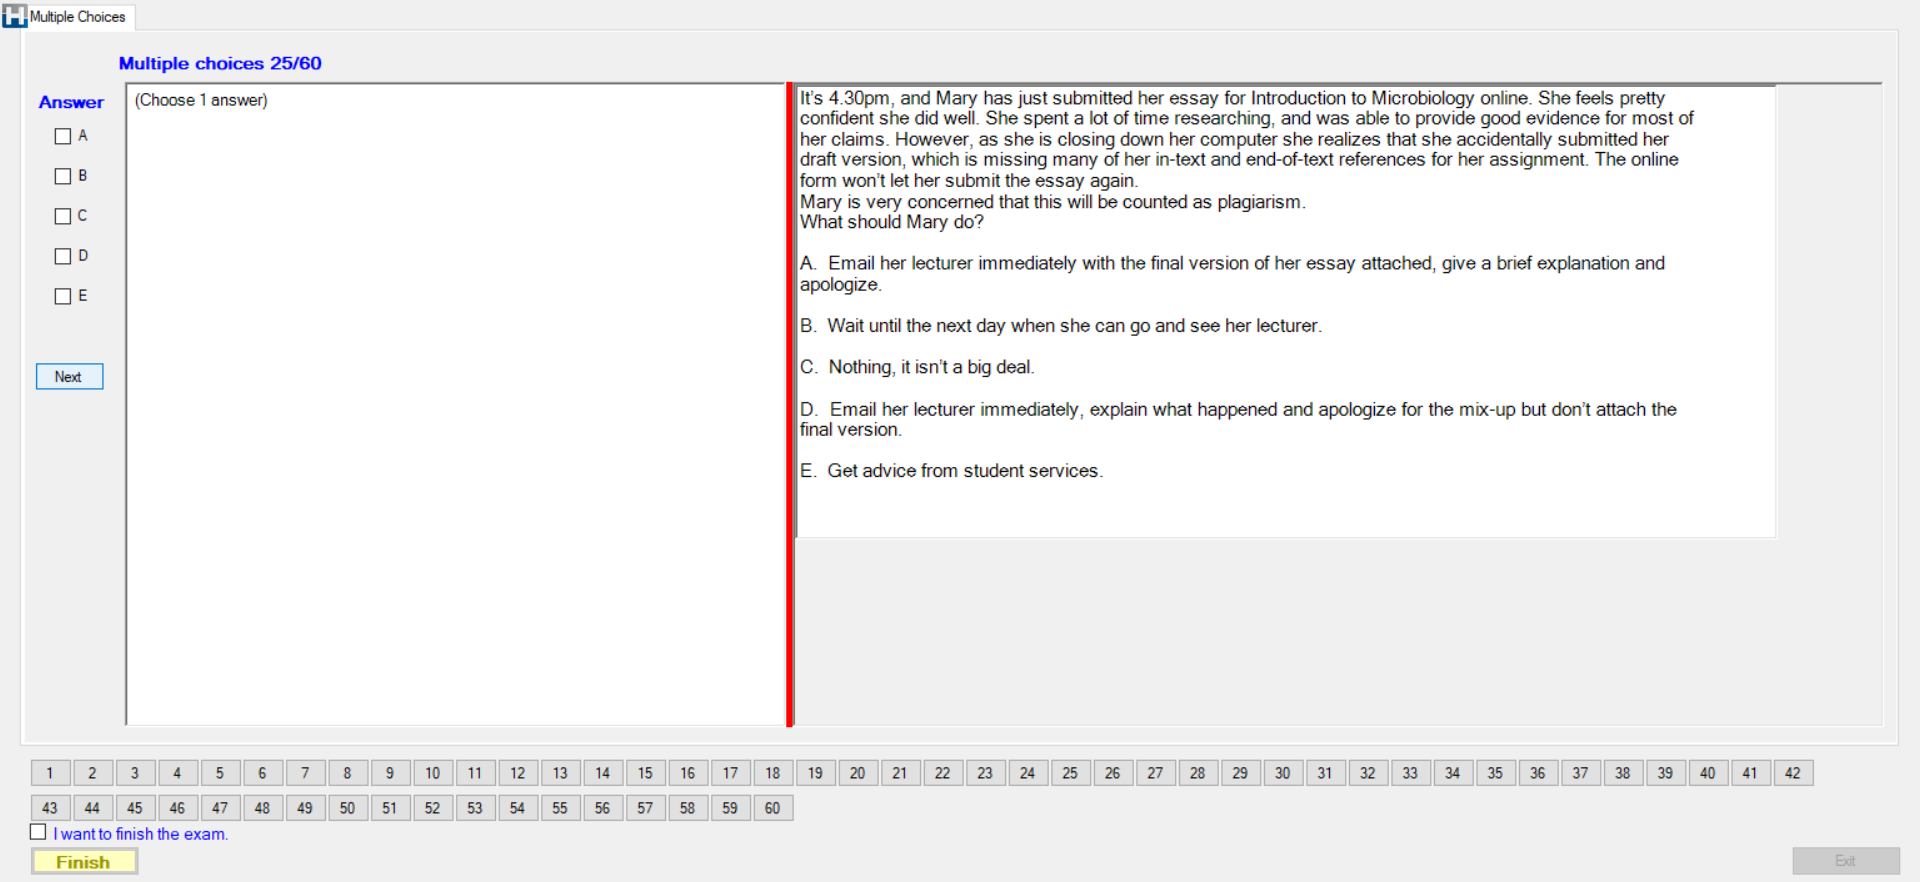 Multiple Choices
Multiple choices 25/60
Answer
A
B
C
D
E
Next
(Choose 1 answer)
It's 4.30pm, and Mary has just submitted her essay for Introduction to Microbiology online. She feels pretty
confident she did well. She spent a lot of time researching, and was able to provide good evidence for most of
her claims. However, as she is closing down her computer she realizes that she accidentally submitted her
draft version, which is missing many of her in-text and end-of-text references for her assignment. The online
form won't let her submit the essay again.
Mary is very concerned that this will be counted as plagiarism.
What should Mary do?
A. Email her lecturer immediately with the final version of her essay attached, give a brief explanation and
apologize.
B. Wait until the next day when she can go and see her lecturer.
C. Nothing, it isn't a big deal.
D. Email her lecturer immediately, explain what happened and apologize for the mix-up but don't attach the
final version.
E. Get advice from student services.
1 2 3 4 5 6 7 8 9 10 11 12 13 14 15 16 17 18 19 20 21 22 23 24 25 26 27 28 29 30 31 32 33 34 35 36 37 38 39 40 41 42
43 44 45 46 47 48 49 50 51 52 53 54 55 56 57 58 59 60
I want to finish the exam.
Finish
Exit